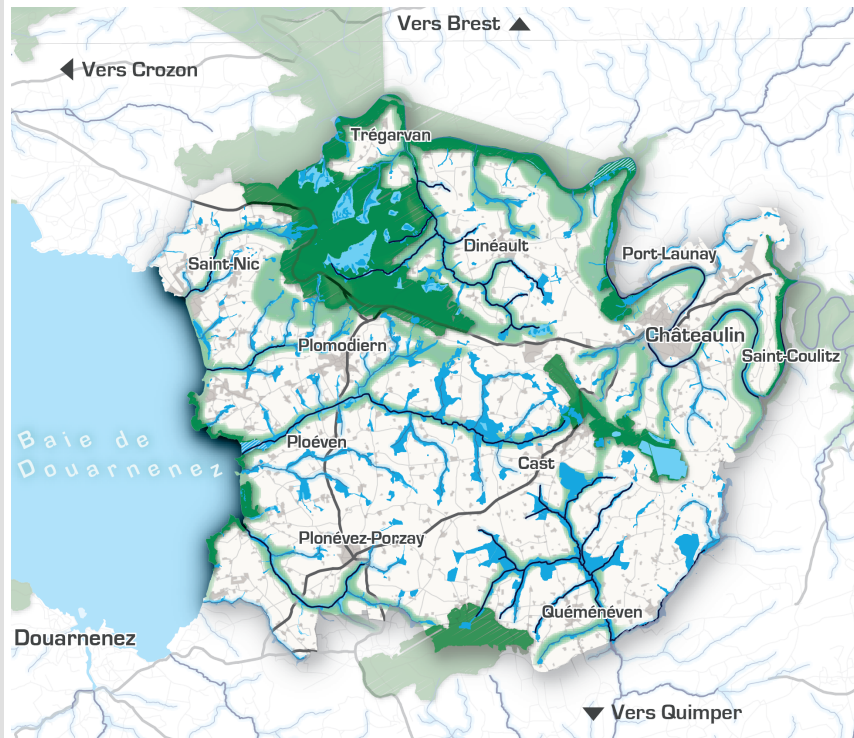 Vers Brest
Vers Crozon
Trégarvan
Dinéault
Port-Launay
Saint-Nic
Châteaulin
Plomodiern
Saint-Coulitz
Baie de
Douarnenez
Ploéven
Cast
Plonévez-Porzay
Quéménéven
Douarnenez
Vers Quimper